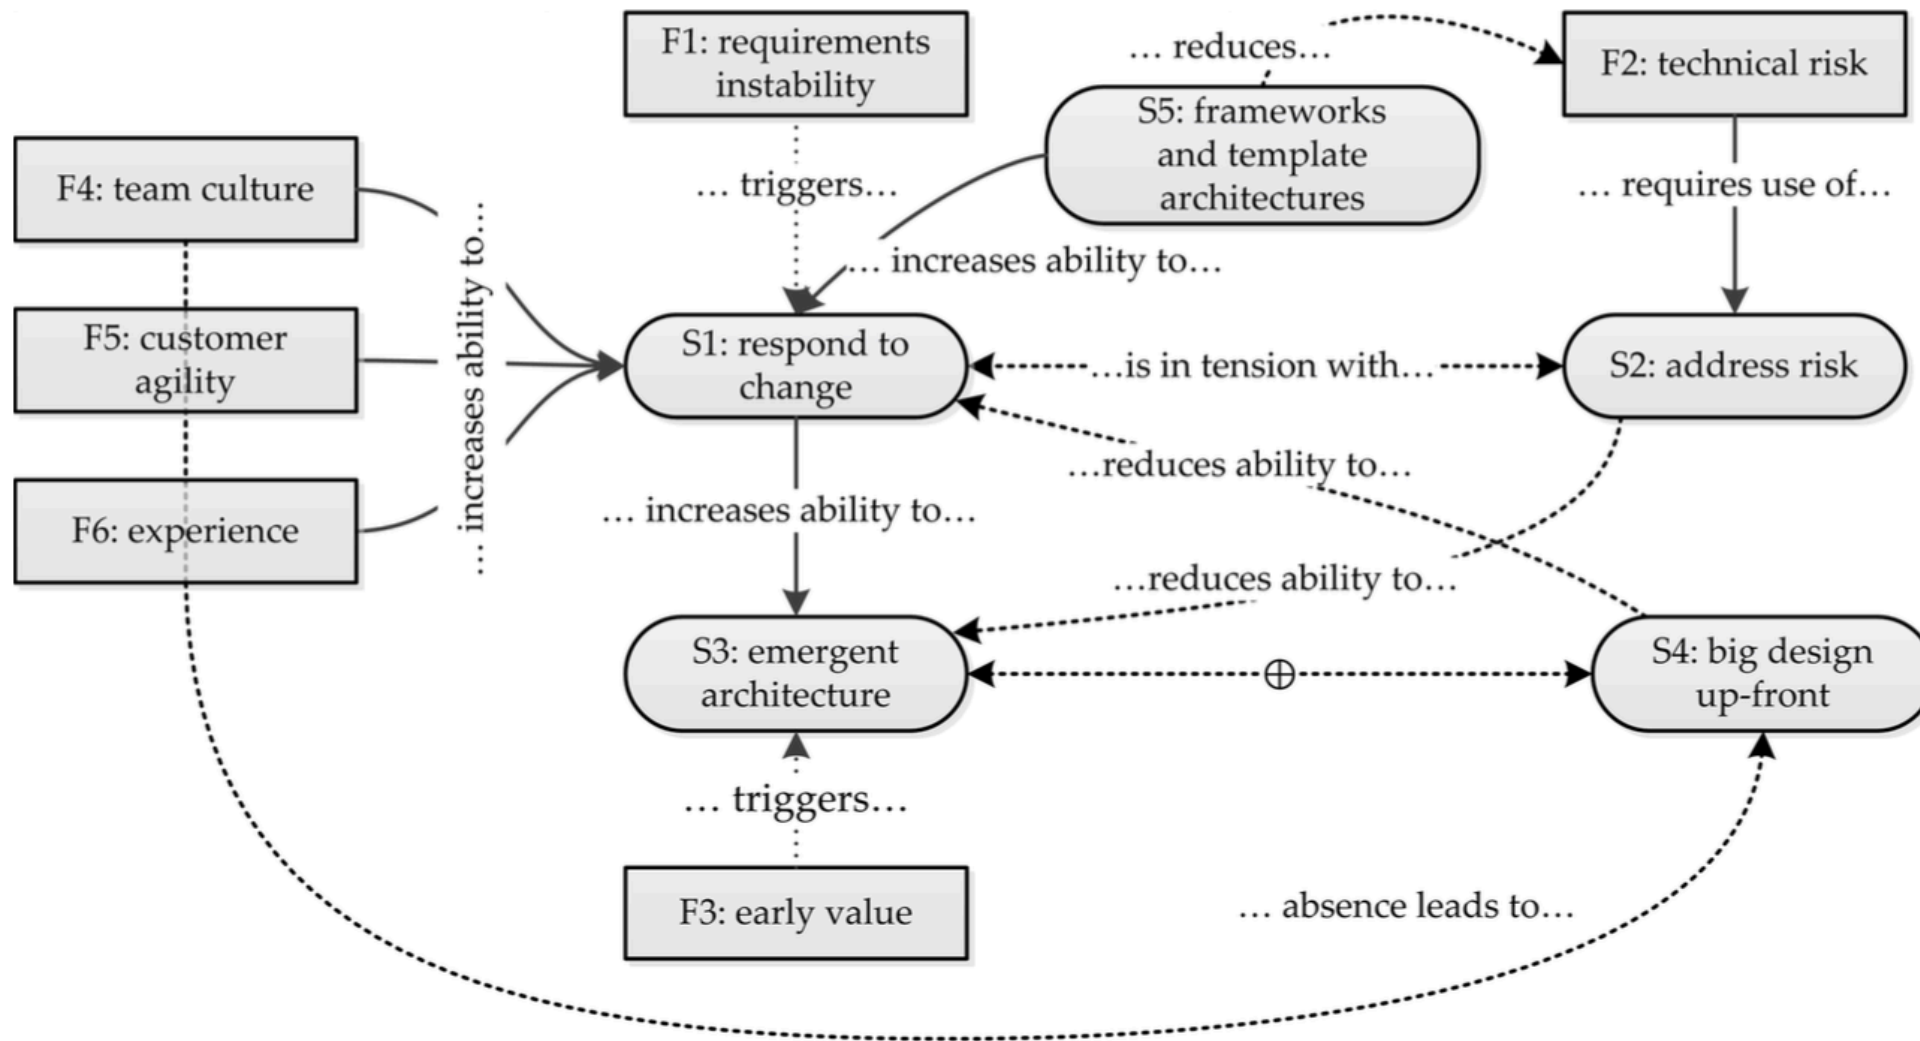 F1: requirements
instability
… reduces…
F2: technical risk
S5: frameworks
and template
architectures
F4: team culture
… triggers…
… requires use of…
… increases ability to…
… increases ability to…
F5: customer
agility
S1: respond to
change
…is in tension with…
S2: address risk
…reduces ability to…
F6: experience
… increases ability to…
…reduces ability to…
S3: emergent
architecture
S4: big design
up-front
… triggers…
F3: early value
… absence leads to…